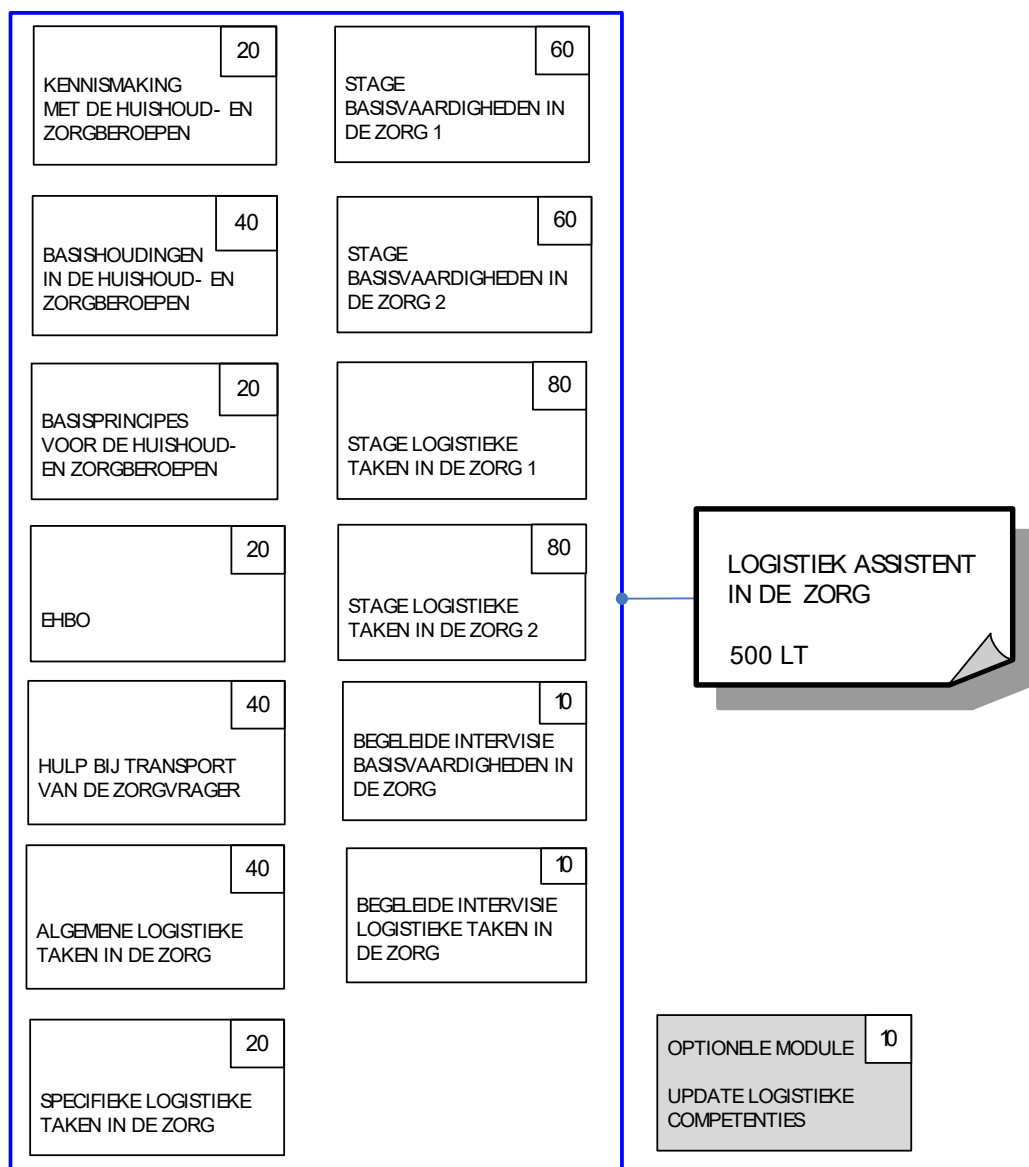 20
KENNISMAKING
MET DE HUISHOUD- EN
ZORGBEROEPEN
40
BASISHOUDINGEN
IN DE HUISHOUD- EN
ZORGBEROEPEN
20
BASISPRINCIPES
VOOR DE HUISHOUD-
EN ZORGBEROEPEN
20
EHBO
40
HULP BIJ TRANSPORT
VAN DE ZORGVRAGER
40
ALGEMENE LOGISTIEKE
TAKEN IN DE ZORG
20
SPECIFIEKE LOGISTIEKE
TAKEN IN DE ZORG
60
STAGE
BASISVAARDIGHEDEN IN
DE ZORG 1
60
STAGE
BASISVAARDIGHEDEN IN
DE ZORG 2
80
STAGE LOGISTIEKE
TAKEN IN DE ZORG 1
80
STAGE LOGISTIEKE
TAKEN IN DE ZORG 2
10
BEGELEIDE INTERVISIE
BASISVAARDIGHEDEN IN
DE ZORG
10
BEGELEIDE INTERVISIE
LOGISTIEKE TAKEN IN
DE ZORG
LOGISTIEK ASSISTENT
IN DE ZORG
500 LT
10
OPTIONELE MODULE
UPDATE LOGISTIEKE
COMPETENTIES